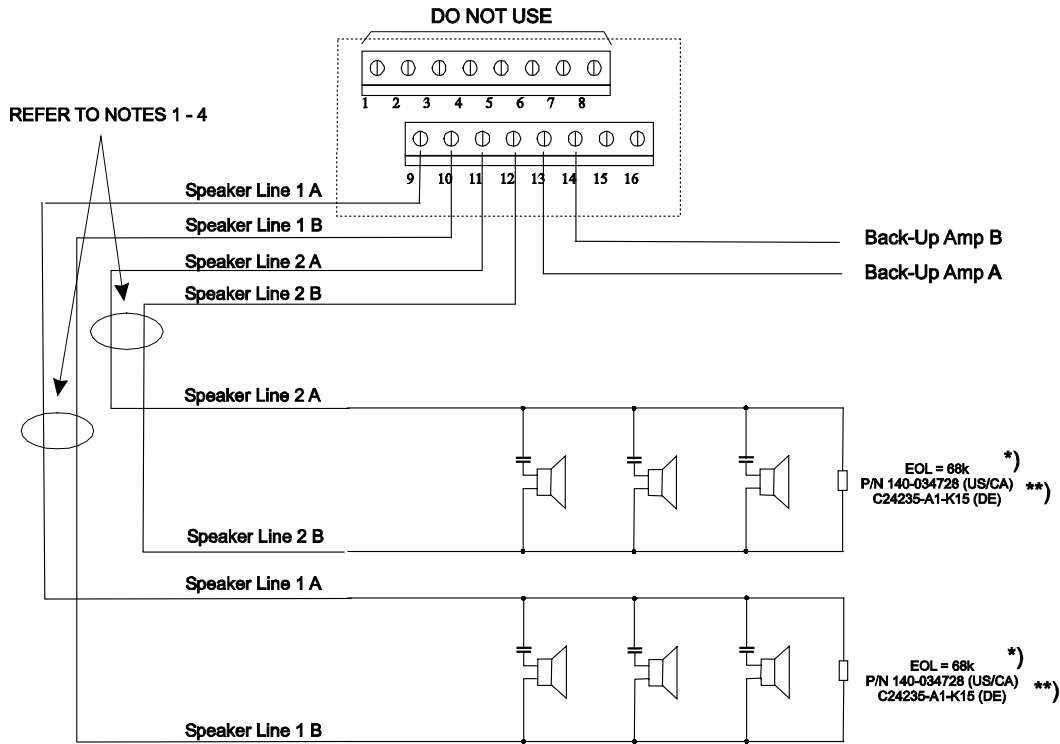 DO NOT USE
1 2 3 4 5 6 7 8
REFER TO NOTES 1 - 4
9 10 11 12 13 14 15 16
Speaker Line 1 A
Speaker Line 1 B
Speaker Line 2 A
Speaker Line 2 B
Back-Up Amp B
Back-Up Amp A
Speaker Line 2 A
EOL = 68k *)
P/N 140-034728 (US/CA) **)
C24235-A1-K15 (DE)
Speaker Line 2 B
Speaker Line 1 A
EOL = 68k *)
P/N 140-034728 (US/CA) **)
C24235-A1-K15 (DE)
Speaker Line 1 B